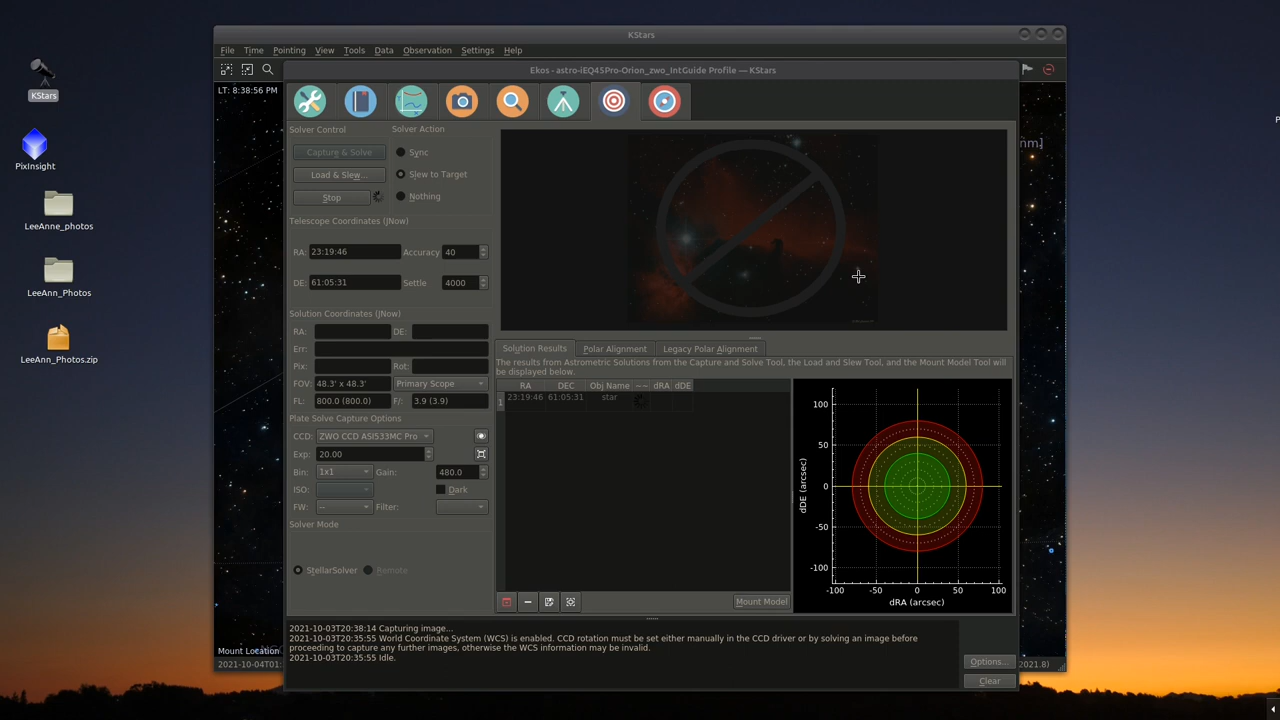 KStars
File Time Pointing View Tools Data Observation Settings Help
Ekos - astro-iEQ45Pro-Orion_zwo_IntGuide Profile — KStars
LT: 8:38:56 PM
KStars
PixInsight
LeeAnne_photos
LeeAnn_Photos
LeeAnn_Photos.zip
Solver Control
Solver Action
Capture & Solve
Sync
Load & Slew...
Slew to Target
Stop
Nothing
Telescope Coordinates (JNow)
RA: 23:19:46 Accuracy 40
DE: 61:05:31 Settle 4000
Solution Coordinates (JNow)
RA: DE:
Err:
Pix: Rot:
FOV: 48.3' x 48.3' Primary Scope
FL: 800.0 (800.0) F/: 3.9 (3.9)
Plate Solve Capture Options
CCD: ZWO CCD ASI533MC Pro
Exp: 20.00
Bin: 1x1 Gain: 480.0
ISO: Dark
FW: -- Filter:
Solver Mode
StellarSolver Remote
nm]
Solution Results Polar Alignment Legacy Polar Alignment
The results from Astrometric Solutions from the Capture and Solve Tool, the Load and Slew Tool, and the Mount Model Tool will
be displayed below.
RA DEC Obj Name -- dRA dDE
1 23:19:46 61:05:31 star
Mount Model
dDE (arcsec)
100
50
0
-50
-100
-100 -50 0 50 100
dRA (arcsec)
2021-10-03T20:38:14 Capturing image...
2021-10-03T20:35:55 World Coordinate System (WCS) is enabled. CCD rotation must be set either manually in the CCD driver or by solving an image before
proceeding to capture any further images, otherwise the WCS information may be invalid.
2021-10-03T20:35:55 Idle.
Options...
Clear
Mount Location
2021-10-04T01:
2021.8)